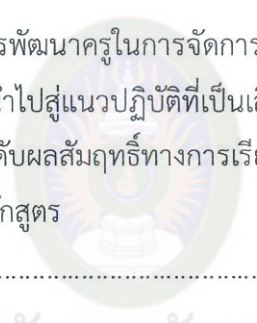 รพัฒนาครูในการจัดการ
นำไปสู่แนวปฏิบัติที่เป็นเลิ
ดับผลสัมฤทธิ์ทางการเรีย
ักสูตร